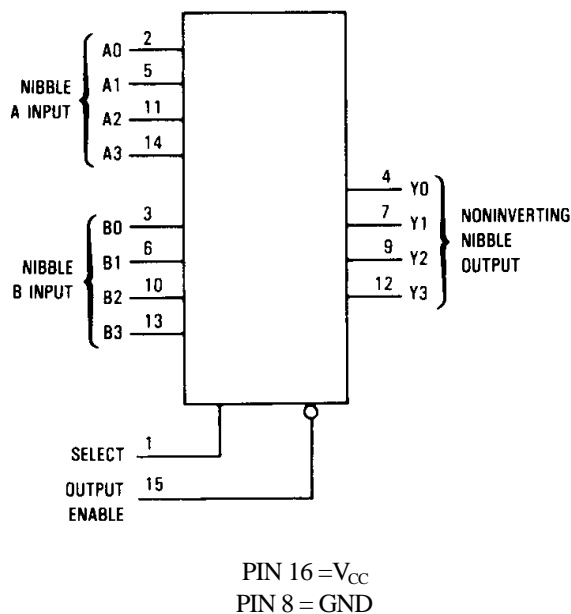 NIBBLE
A INPUT
A0 2
A1 5
A2 11
A3 14
NIBBLE
B INPUT
B0 3
B1 6
B2 10
B3 13
4 Y0
7 Y1
9 Y2
12 Y3
NONINVERTING
NIBBLE
OUTPUT
SELECT 1
OUTPUT
ENABLE
15
PIN 16 =VCC
PIN 8 = GND